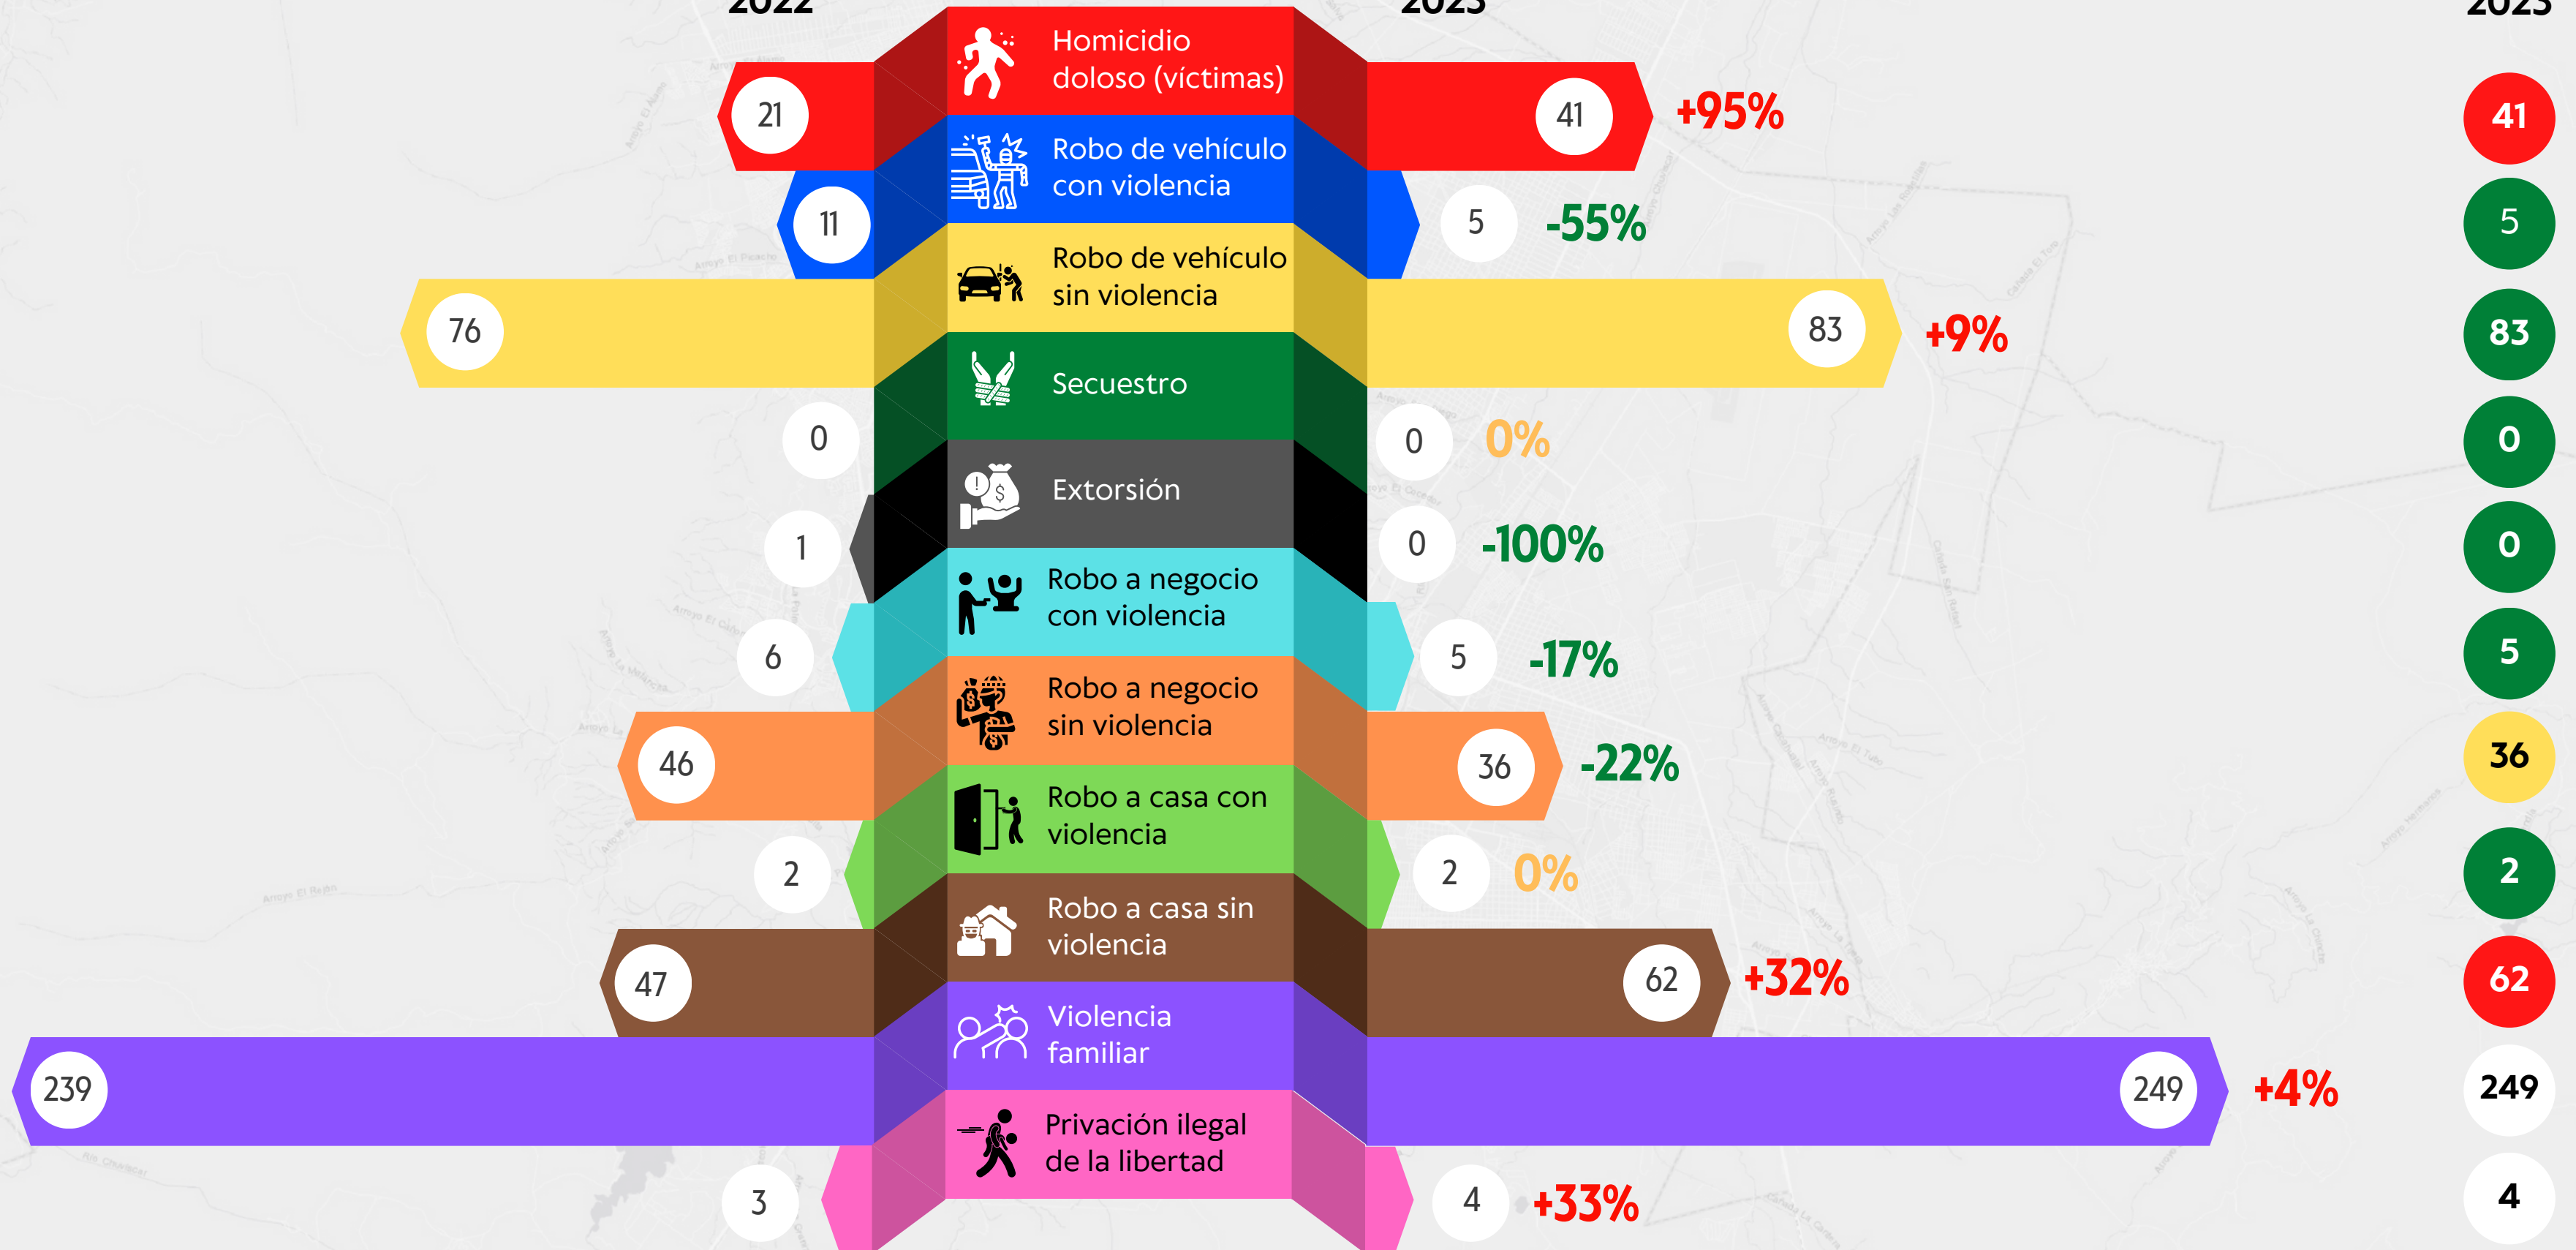 2022
2023
2023
Homicidio
doloso (víctimas)
21
41
+95%
41
Robo de vehículo
con violencia
11
5
-55%
5
Robo de vehículo
sin violencia
76
83
+9%
83
Secuestro
0
0
0%
0
Extorsión
1
0
-100%
0
Robo a negocio
con violencia
6
5
-17%
5
Robo a negocio
sin violencia
46
36
-22%
36
Robo a casa con
violencia
2
2
0%
2
Robo a casa sin
violencia
47
62
+32%
62
Violencia
familiar
239
249
+4%
249
Privación ilegal
de la libertad
3
4
+33%
4